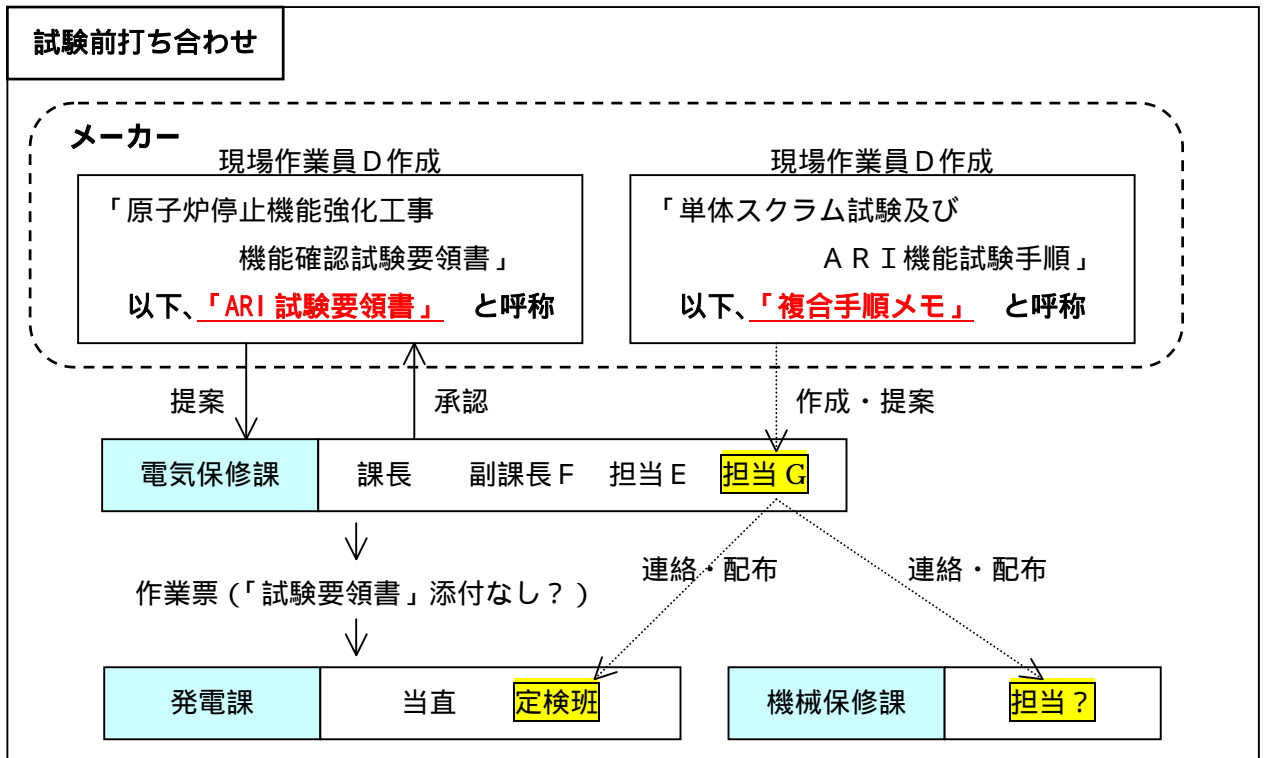 試験前打ち合わせ
メーカー
現場作業員D作成
「原子炉停止機能強化工事
機能確認試験要領書」
以下、「ARI 試験要領書」 と呼称
現場作業員D作成
「単体スクラム試験及び
ARI機能試験手順」
以下、「複合手順メモ」 と呼称
提案
承認
作成・提案
電気保修課 課長 副課長F 担当E 担当G
作業票(「試験要領書」添付なし?)
連絡・配布
連絡・配布
発電課 当直 定検班
機械保修課 担当?